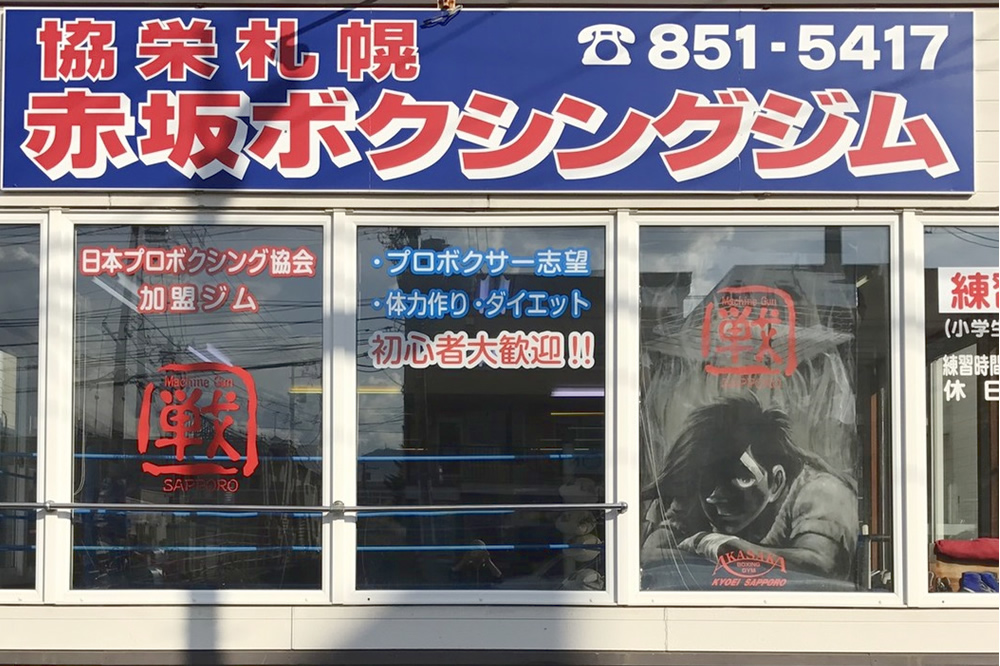 協栄札幌
☎851-5417
赤坂ボクシングジム
日本プロボクシング協会
加盟ジム
Machine Gun
戦
SAPPORO
・プロボクサー志望
・体力作り・ダイエット
初心者大歓迎!!
Machine Gun
戦
SAPPORO
AKASAKA
BOXING
GYM
KYOEI SAPPORO
練習
(小学生
練習時間
休日